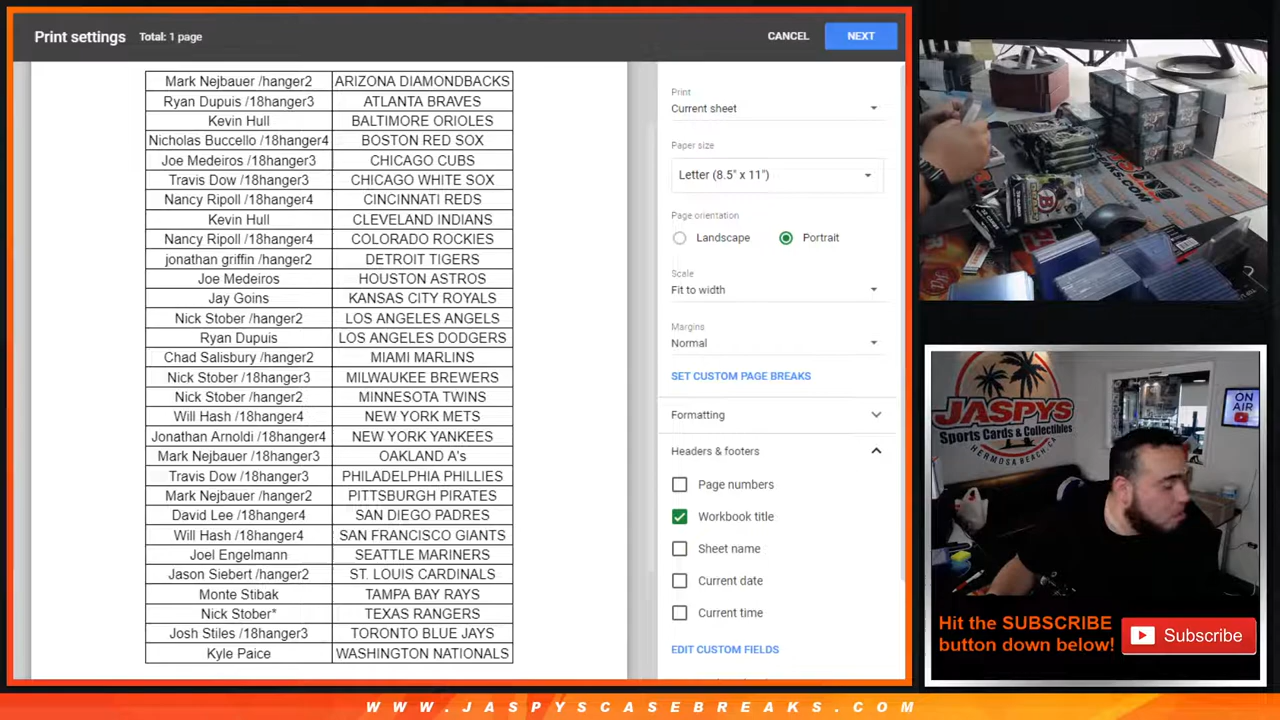 Print settings Total: 1 page CANCEL NEXT
Mark Nejbauer /hanger2 ARIZONA DIAMONDBACKS
Ryan Dupuis /18hanger3 ATLANTA BRAVES
Kevin Hull BALTIMORE ORIOLES
Nicholas Buccello /18hanger4 BOSTON RED SOX
Joe Medeiros /18hanger3 CHICAGO CUBS
Travis Dow /18hanger3 CHICAGO WHITE SOX
Nancy Ripoll /18hanger4 CINCINNATI REDS
Kevin Hull CLEVELAND INDIANS
Nancy Ripoll /18hanger4 COLORADO ROCKIES
jonathan griffin /hanger2 DETROIT TIGERS
Joe Medeiros HOUSTON ASTROS
Jay Goins KANSAS CITY ROYALS
Nick Stober /hanger2 LOS ANGELES ANGELS
Ryan Dupuis LOS ANGELES DODGERS
Chad Salisbury /hanger2 MIAMI MARLINS
Nick Stober /18hanger3 MILWAUKEE BREWERS
Nick Stober /hanger2 MINNESOTA TWINS
Will Hash /18hanger4 NEW YORK METS
Jonathan Arnoldi /18hanger4 NEW YORK YANKEES
Mark Nejbauer /18hanger3 OAKLAND A's
Travis Dow /18hanger3 PHILADELPHIA PHILLIES
Mark Nejbauer /hanger2 PITTSBURGH PIRATES
David Lee /18hanger4 SAN DIEGO PADRES
Will Hash /18hanger4 SAN FRANCISCO GIANTS
Joel Engelmann SEATTLE MARINERS
Jason Siebert /hanger2 ST. LOUIS CARDINALS
Monte Stibak TAMPA BAY RAYS
Nick Stober* TEXAS RANGERS
Josh Stiles /18hanger3 TORONTO BLUE JAYS
Kyle Paice WASHINGTON NATIONALS
Print
Current sheet
Paper size
Letter (8.5" x 11")
Page orientation
Landscape Portrait
Scale
Fit to width
Margins
Normal
SET CUSTOM PAGE BREAKS
Formatting
Headers & footers
Page numbers
Workbook title
Sheet name
Current date
Current time
EDIT CUSTOM FIELDS
JASPYS
Sports Cards & Collectibles
HERMOSA BEACH, CA
ON
AIR
Hit the SUBSCRIBE
button down below!
Subscribe
WWW.JASPYSCASEBREAKS.COM